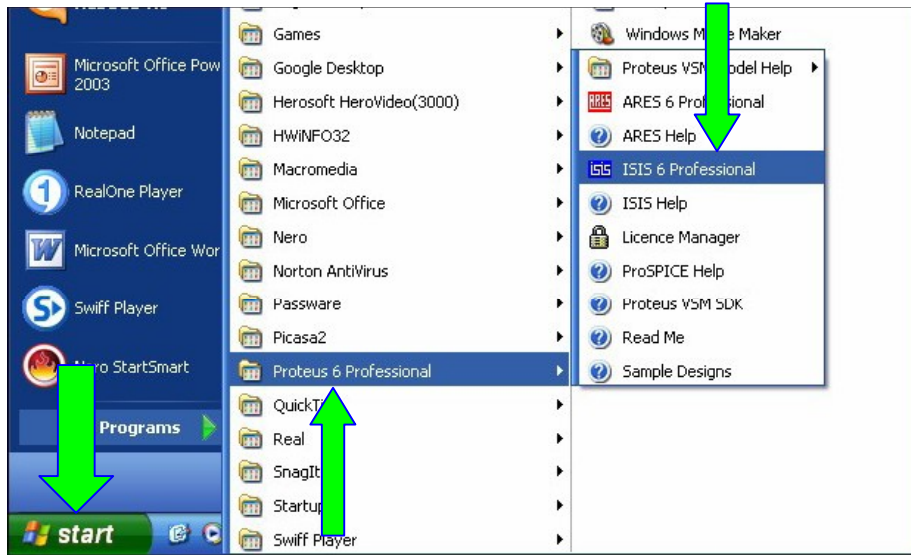 Microsoft Office Pow
2003
Notepad
RealOne Player
Microsoft Office Wor
Swiff Player
StartSmart
Programs
start
Games
Google Desktop
Herosoft HeroVideo(3000)
HWiNFO32
Macromedia
Microsoft Office
Nero
Norton AntiVirus
Passware
Picasa2
Proteus 6 Professional
Real
SnagIt
Startup
Swiff Player
Windows Maker
Proteus VSM Help
ARES
ARES 6
ARES Help
isis
ISIS 6 Professional
ISIS Help
Licence Manager
ProSPICE Help
Proteus VSM SDK
Read Me
Sample Designs